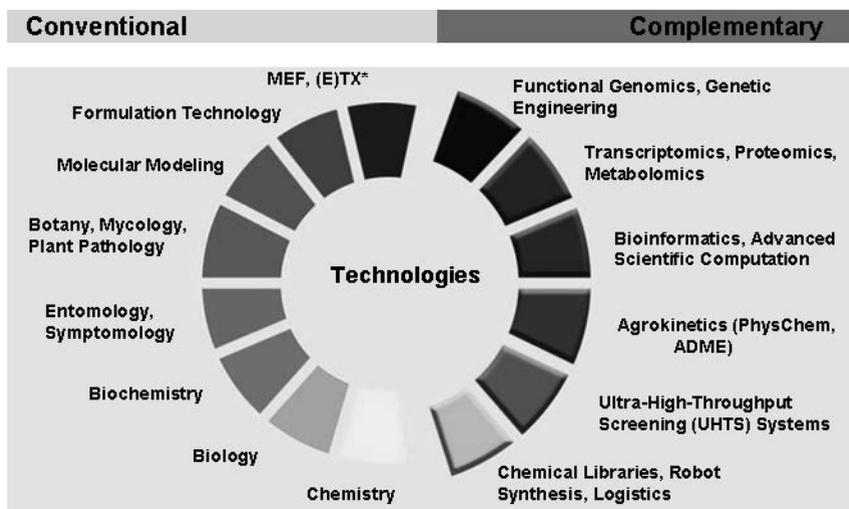 Conventional
Complementary
MEF, (E)TX*
Formulation Technology
Molecular Modeling
Botany, Mycology,
Plant Pathology
Entomology,
Symptomology
Biochemistry
Biology
Chemistry
Technologies
Functional Genomics, Genetic
Engineering
Transcriptomics, Proteomics,
Metabolomics
Bioinformatics, Advanced
Scientific Computation
Agrokinetics (PhysChem,
ADME)
Ultra-High-Throughput
Screening (UHTS) Systems
Chemical Libraries, Robot
Synthesis, Logistics